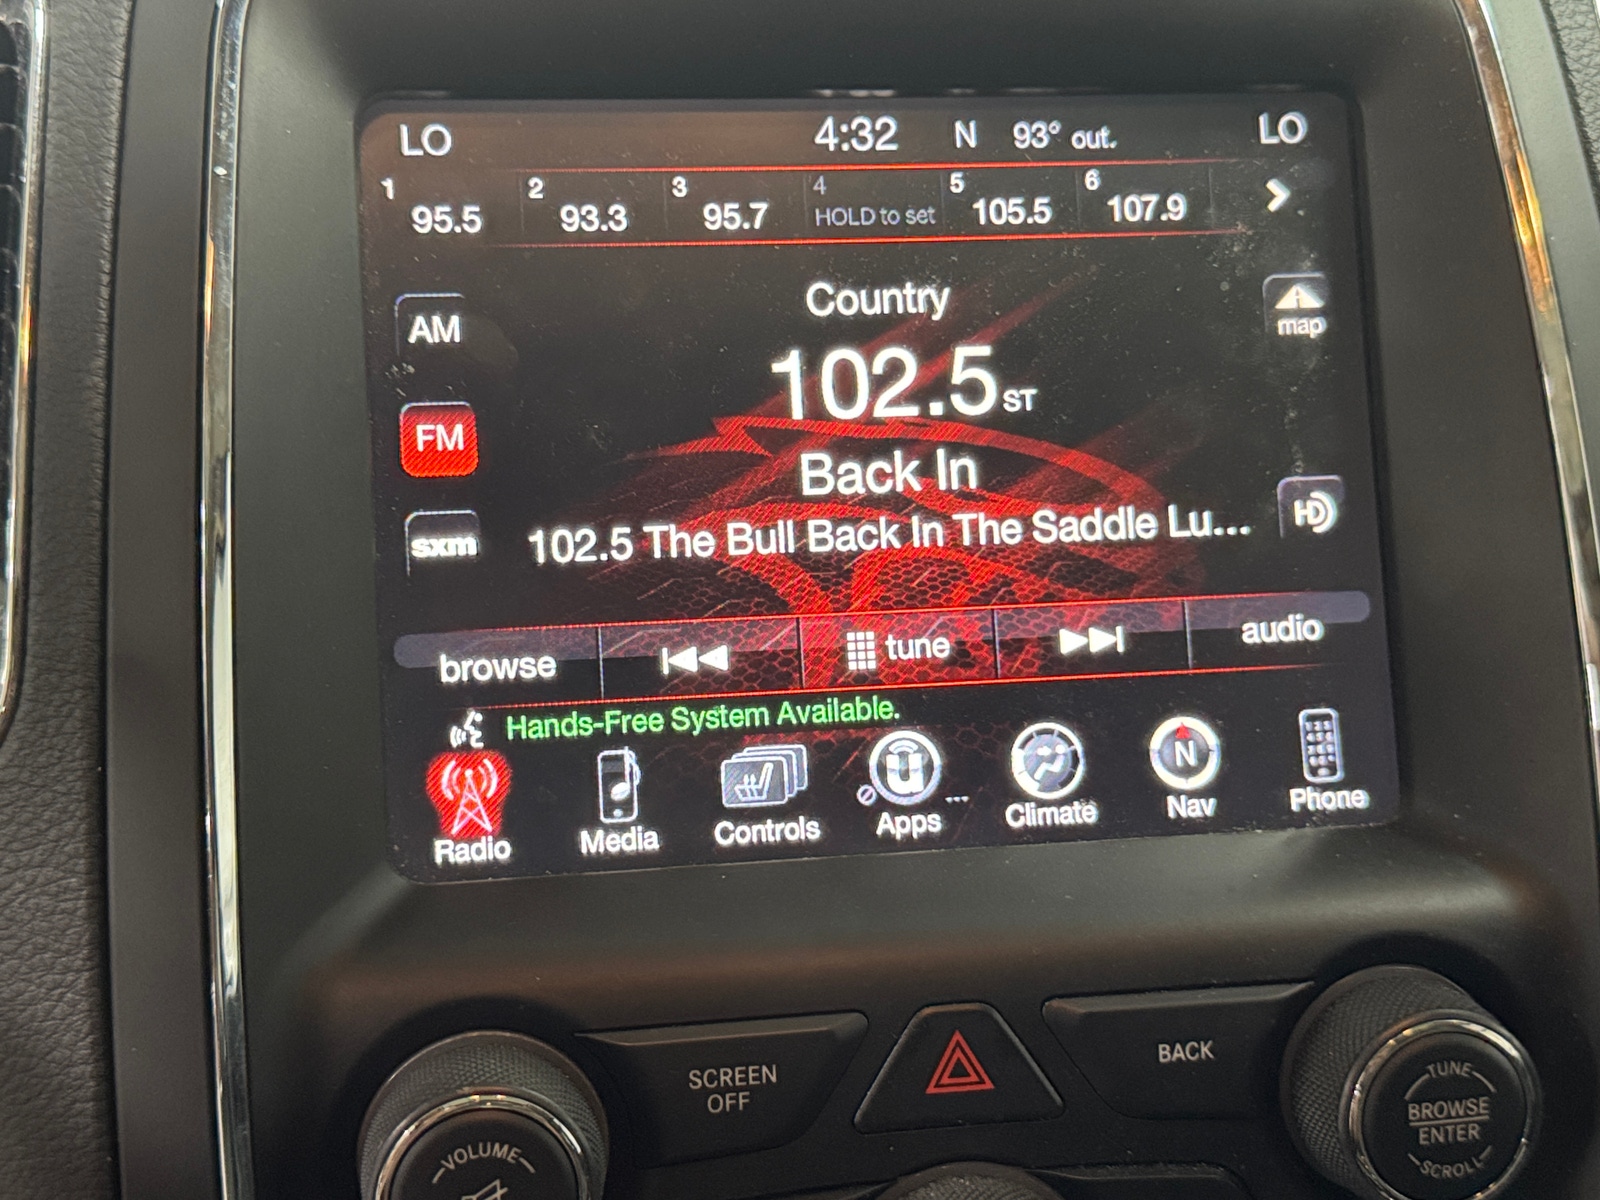 LO 4:32 N 93° out. LO
1 2 3 4 5 6
95.5 93.3 95.7 HOLD to set 105.5 107.9
Country
AM
map
102.5 ST
FM
Back In
HD
sxm
102.5 The Bull Back In The Saddle Lu...
browse tune audio
Hands-Free System Available.
N
Radio Media Controls Apps ... Climate Nav Phone
SCREEN
OFF
BACK
TUNE
BROWSE
ENTER
SCROLL
VOLUME